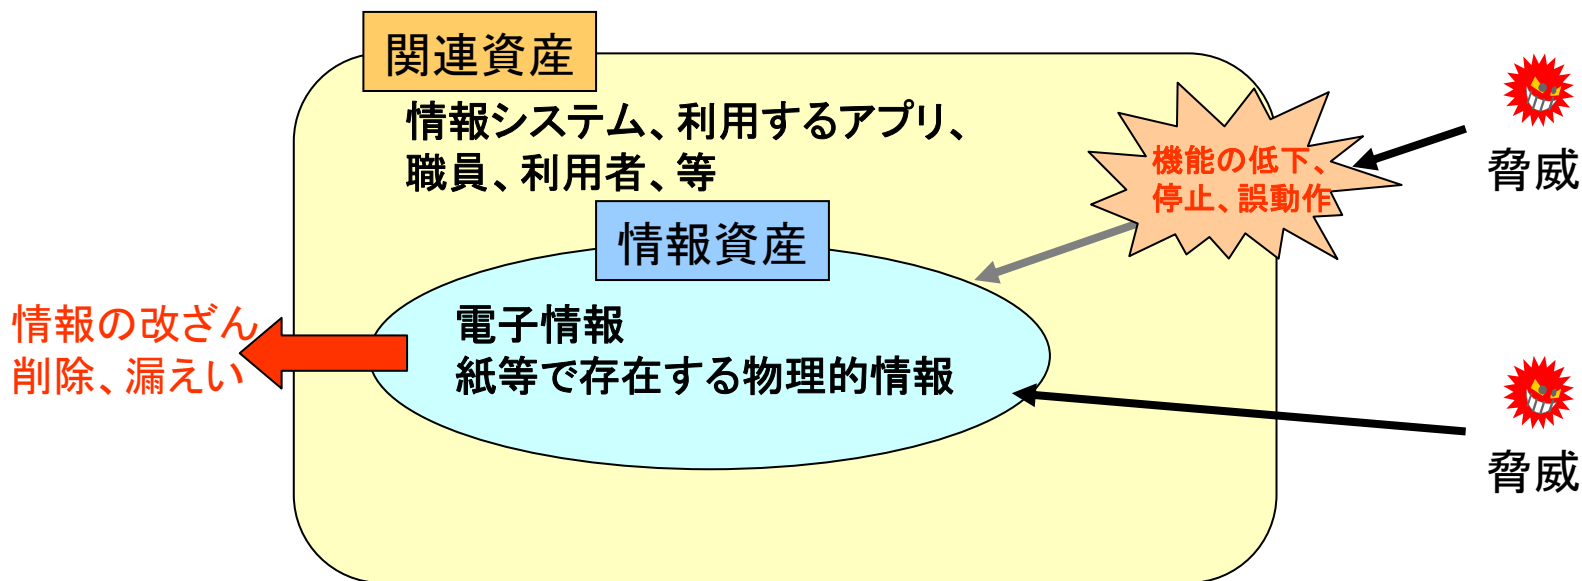 関連資産
情報システム、利用するアプリ、
職員、利用者、等
機能の低下、
停止、誤動作
脅威
情報資産
電子情報
紙等で存在する物理的情報
情報の改ざん
削除、漏えい
脅威